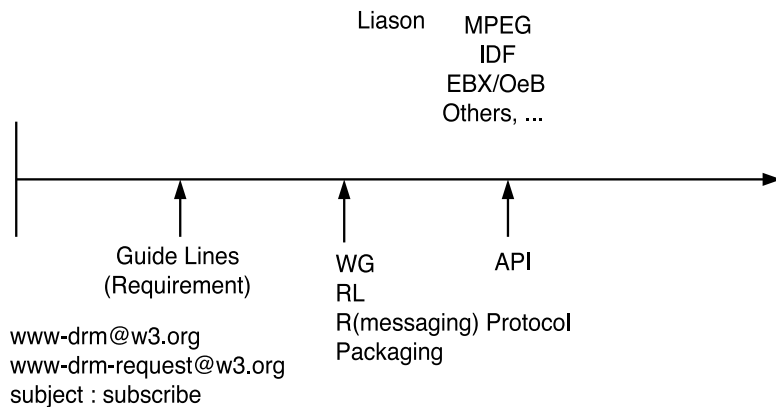 Liason
MPEG
IDF
EBX/OeB
Others, ...
Guide Lines
(Requirement)
WG
RL
R(messaging) Protocol
Packaging
API
www-drm@w3.org
www-drm-request@w3.org
subject : subscribe